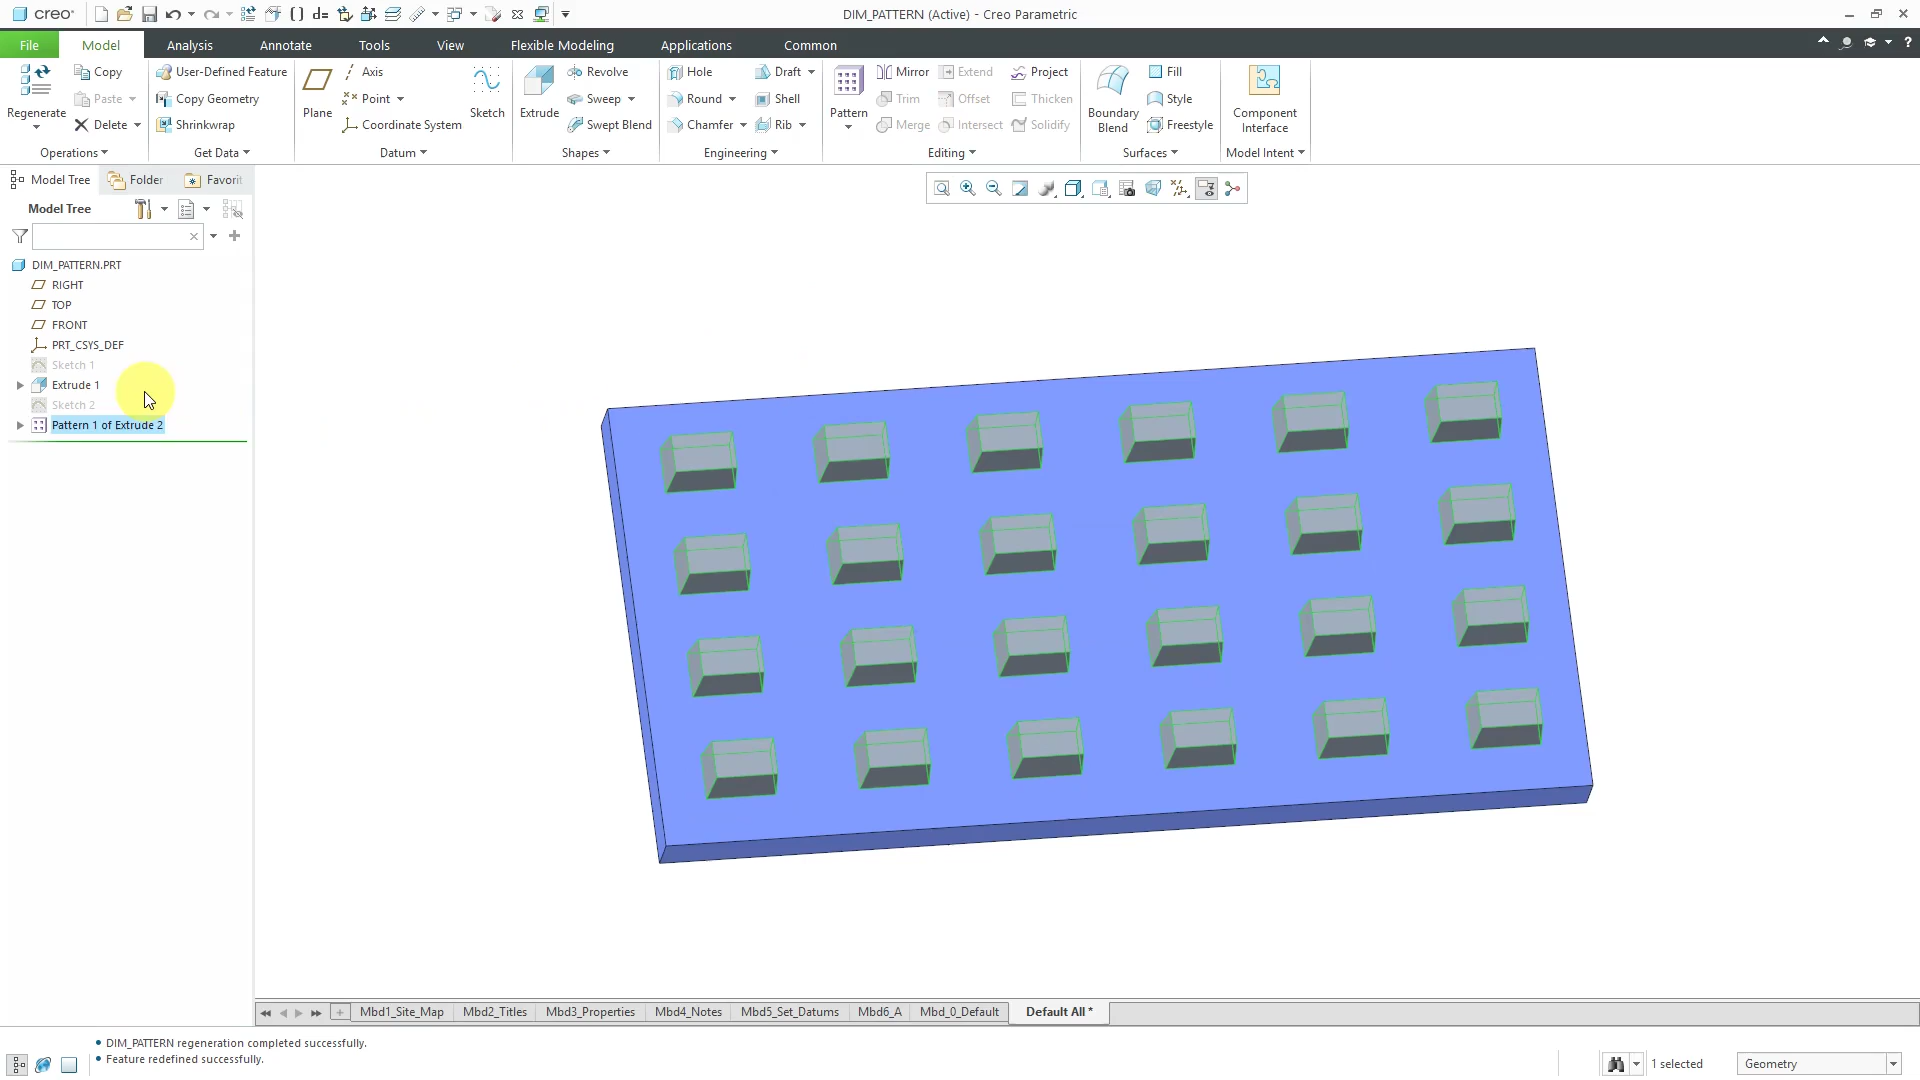 creo
DIM_PATTERN (Active) - Creo Parametric
File
Model
Analysis
Annotate
Tools
View
Flexible Modeling
Applications
Common
Regenerate
Copy
Paste
Delete
Operations
User-Defined Feature
Copy Geometry
Shrinkwrap
Get Data
Plane
Axis
Point
Coordinate System
Sketch
Datum
Extrude
Revolve
Sweep
Swept Blend
Shapes
Hole
Round
Chamfer
Draft
Shell
Rib
Engineering
Pattern
Mirror
Trim
Merge
Extend
Offset
Intersect
Project
Thicken
Solidify
Editing
Boundary
Blend
Fill
Style
Freestyle
Surfaces
Component
Interface
Model Intent
Model Tree
Folder
Favorit
Model Tree
DIM_PATTERN.PRT
RIGHT
TOP
FRONT
PRT_CSYS_DEF
Sketch 1
Extrude 1
Sketch 2
Pattern 1 of Extrude 2
Mbd1_Site_Map
Mbd2_Titles
Mbd3_Properties
Mbd4_Notes
Mbd5_Set_Datums
Mbd6_A
Mbd_0_Default
Default All *
• DIM_PATTERN regeneration completed successfully.
• Feature redefined successfully.
1 selected
Geometry